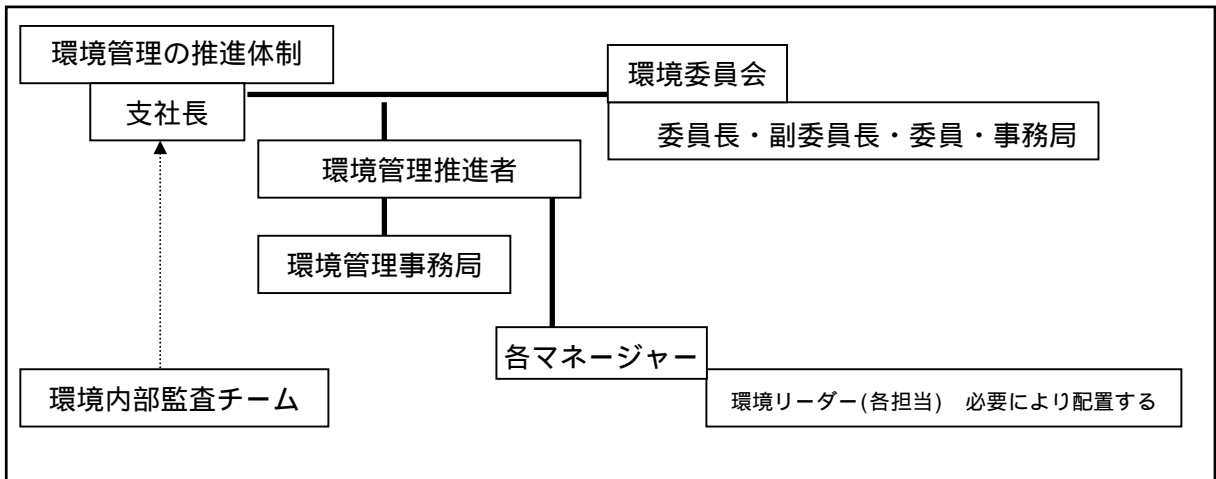 環境管理の推進体制
環境委員会
支社長
委員長・副委員長・委員・事務局
環境管理推進者
環境管理事務局
各マネージャー
環境内部監査チーム
環境リーダー(各担当)　必要により配置する